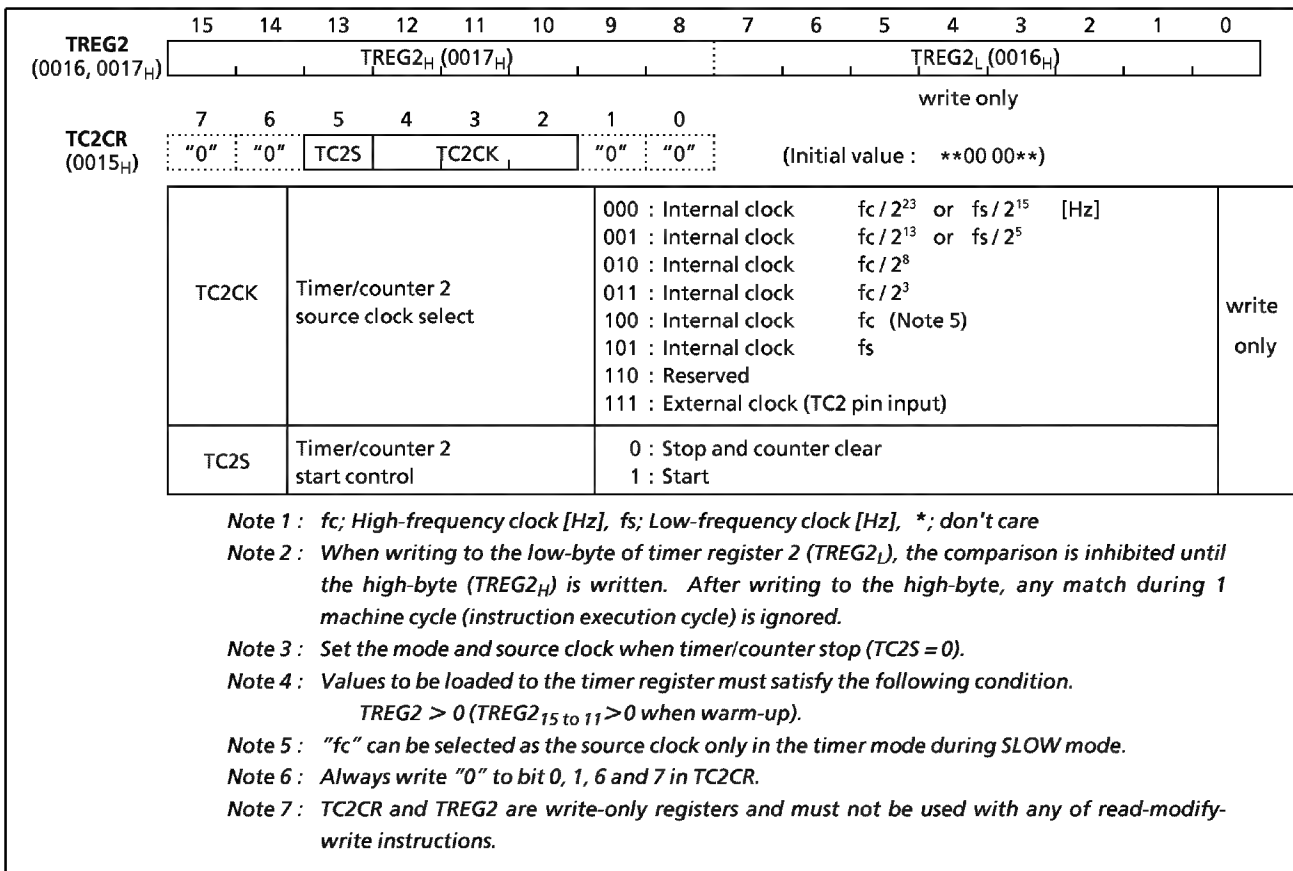 15 14 13 12 11 10 9 8 7 6 5 4 3 2 1 0
TREG2
(0016, 0017H)
TREG2H (0017H) TREG2L (0016H)
write only
7 6 5 4 3 2 1 0
TC2CR
(0015H)
"0" "0" TC2S TC2CK "0" "0" (Initial value : **00 00**)
TC2CK
Timer/counter 2
source clock select
000 : Internal clock fc / 2²³ or fs / 2¹⁵ [Hz]
001 : Internal clock fc / 2¹³ or fs / 2⁵
010 : Internal clock fc / 2⁸
011 : Internal clock fc / 2³
100 : Internal clock fc (Note 5)
101 : Internal clock fs
110 : Reserved
111 : External clock (TC2 pin input)
write
only
TC2S
Timer/counter 2
start control
0 : Stop and counter clear
1 : Start
Note 1 : fc; High-frequency clock [Hz], fs; Low-frequency clock [Hz], *; don't care
Note 2 : When writing to the low-byte of timer register 2 (TREG2L), the comparison is inhibited until
the high-byte (TREG2H) is written. After writing to the high-byte, any match during 1
machine cycle (instruction execution cycle) is ignored.
Note 3 : Set the mode and source clock when timer/counter stop (TC2S = 0).
Note 4 : Values to be loaded to the timer register must satisfy the following condition.
TREG2 > 0 (TREG215 to 11>0 when warm-up).
Note 5 : "fc" can be selected as the source clock only in the timer mode during SLOW mode.
Note 6 : Always write "0" to bit 0, 1, 6 and 7 in TC2CR.
Note 7 : TC2CR and TREG2 are write-only registers and must not be used with any of read-modify-
write instructions.